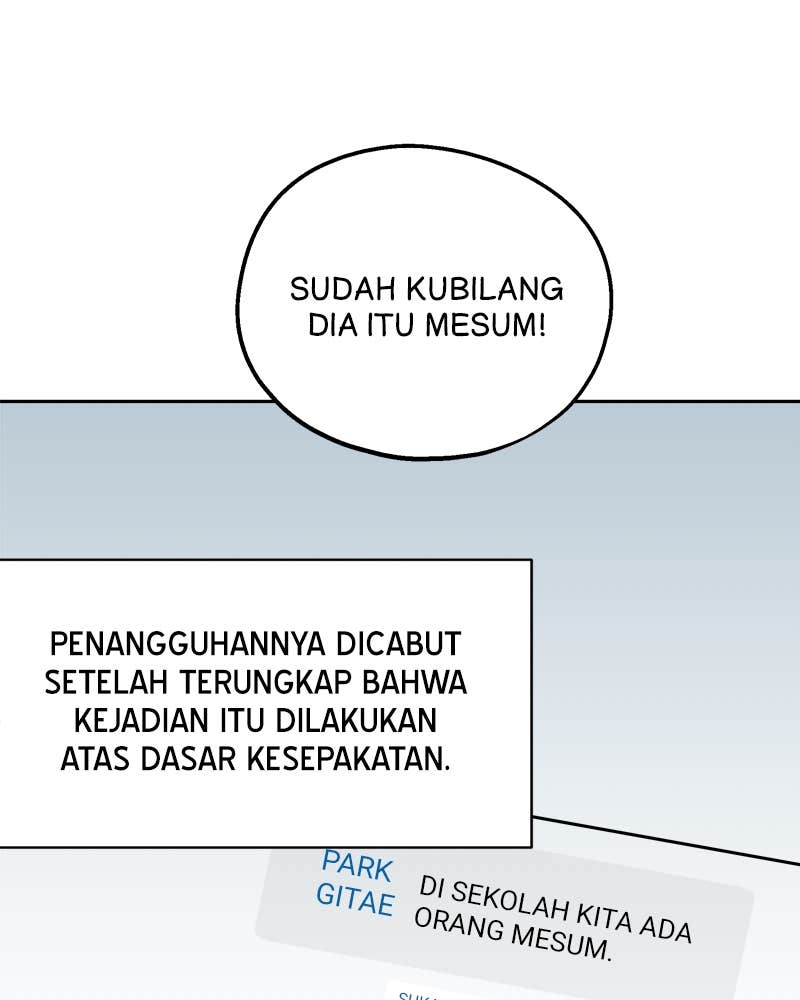 SUDAH KUBILANG
DIA ITU MESUM!
PENANGGUHANNYA DICABUT
SETELAH TERUNGKAP BAHWA
KEJADIAN ITU DILAKUKAN
ATAS DASAR KESEPAKATAN.
PARK
GITAE
DI SEKOLAH KITA ADA
ORANG MESUM.